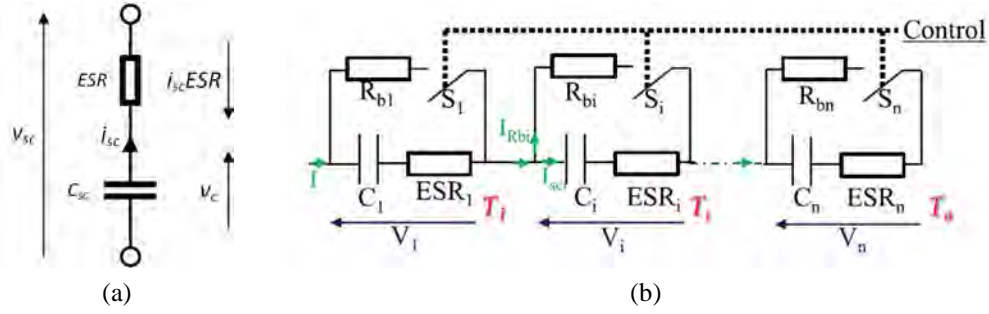 ESR
i_sc ESR
v_sc
i_sc
C_sc
v_c
(a)
Control
R_b1
S_1
R_bi
S_i
R_bn
S_n
I_Rbi
I
I_sc
C_1
ESR_1
T_1
C_i
ESR_i
T_i
C_n
ESR_n
T_n
V_1
V_i
V_n
(b)